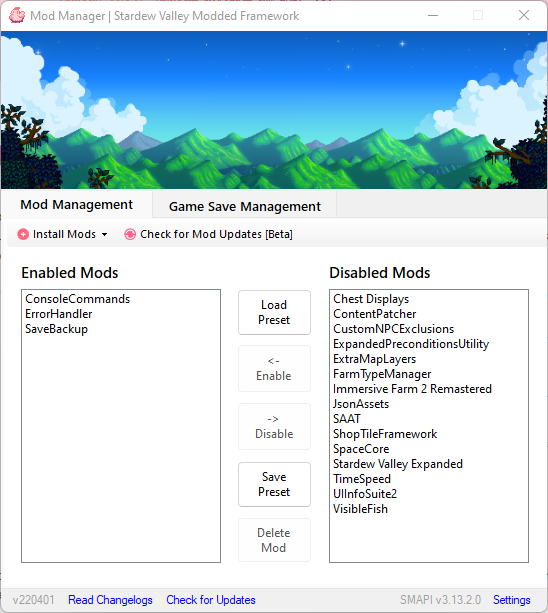 Mod Manager | Stardew Valley Modded Framework
Mod Management
Game Save Management
Install Mods
Check for Mod Updates [Beta]
Enabled Mods
ConsoleCommands
ErrorHandler
SaveBackup
Load
Preset
<-
Enable
->
Disable
Save
Preset
Delete
Mod
Disabled Mods
Chest Displays
ContentPatcher
CustomNPCExclusions
ExpandedPreconditionsUtility
ExtraMapLayers
FarmTypeManager
Immersive Farm 2 Remastered
JsonAssets
SAAT
ShopTileFramework
SpaceCore
Stardew Valley Expanded
TimeSpeed
UIInfoSuite2
VisibleFish
v220401
Read Changelogs
Check for Updates
SMAPI v3.13.2.0
Settings